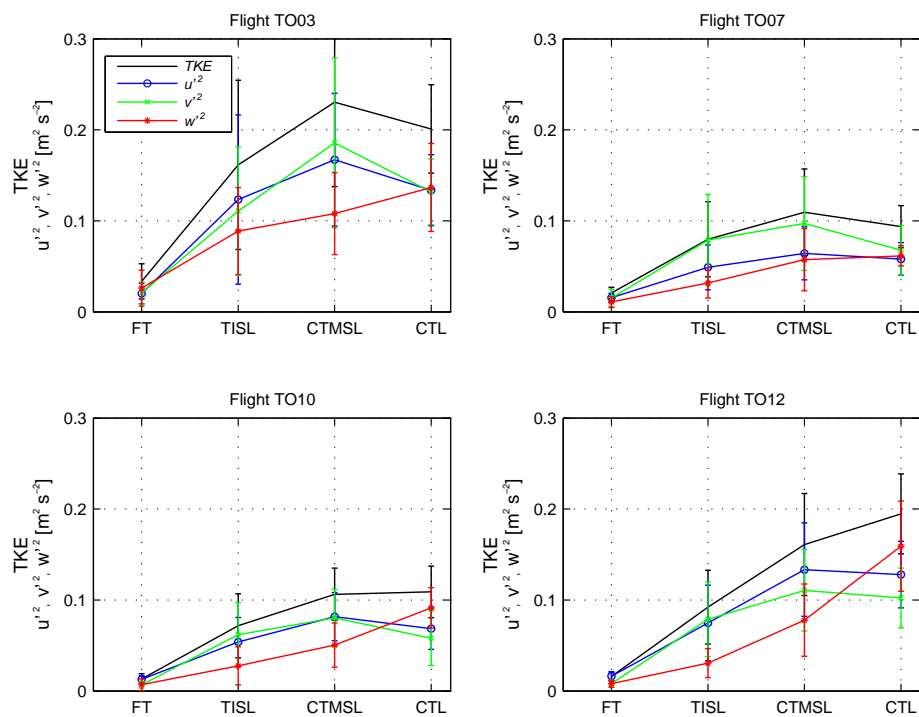 Flight TO03
0.3
0.2
0.1
0
TKE
u'², v'², w'² [m² s⁻²]
TKE
u'²
v'²
w'²
FT TISL CTMSL CTL
Flight TO07
0.3
0.2
0.1
0
TKE
u'², v'², w'² [m² s⁻²]
FT TISL CTMSL CTL
Flight TO10
0.3
0.2
0.1
0
TKE
u'², v'², w'² [m² s⁻²]
FT TISL CTMSL CTL
Flight TO12
0.3
0.2
0.1
0
TKE
u'², v'², w'² [m² s⁻²]
FT TISL CTMSL CTL